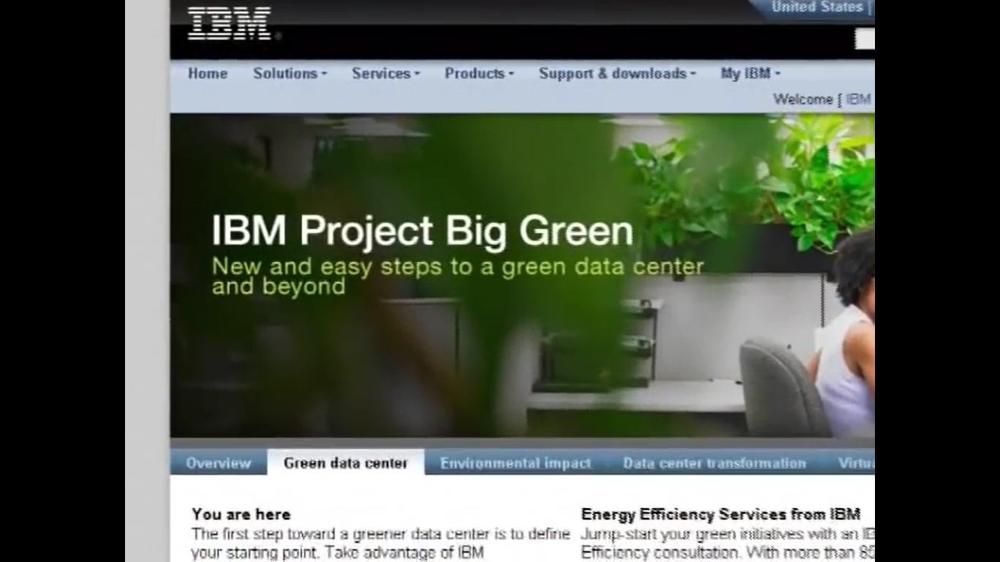 IBM
United States |
Home Solutions Services Products Support & downloads My IBM
Welcome [ IBM
IBM Project Big Green
New and easy steps to a green data center
and beyond
Overview Green data center Environmental impact Data center transformation
You are here
The first step toward a greener data center is to define
your starting point. Take advantage of IBM
Energy Efficiency Services from IBM
Jump-start your green initiatives with an
Efficiency consultation. With more than 85